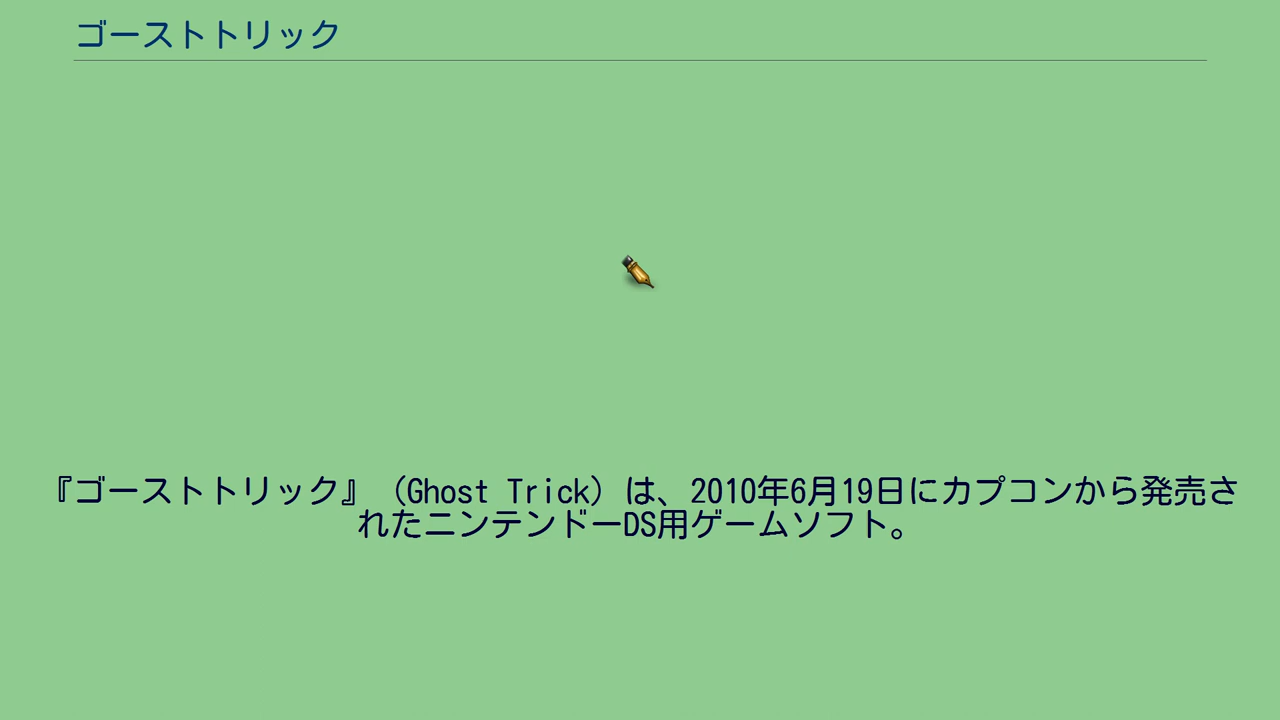 ゴーストトリック
『ゴーストトリック』（Ghost Trick）は、2010年6月19日にカプコンから発売さ
れたニンテンドーDS用ゲームソフト。